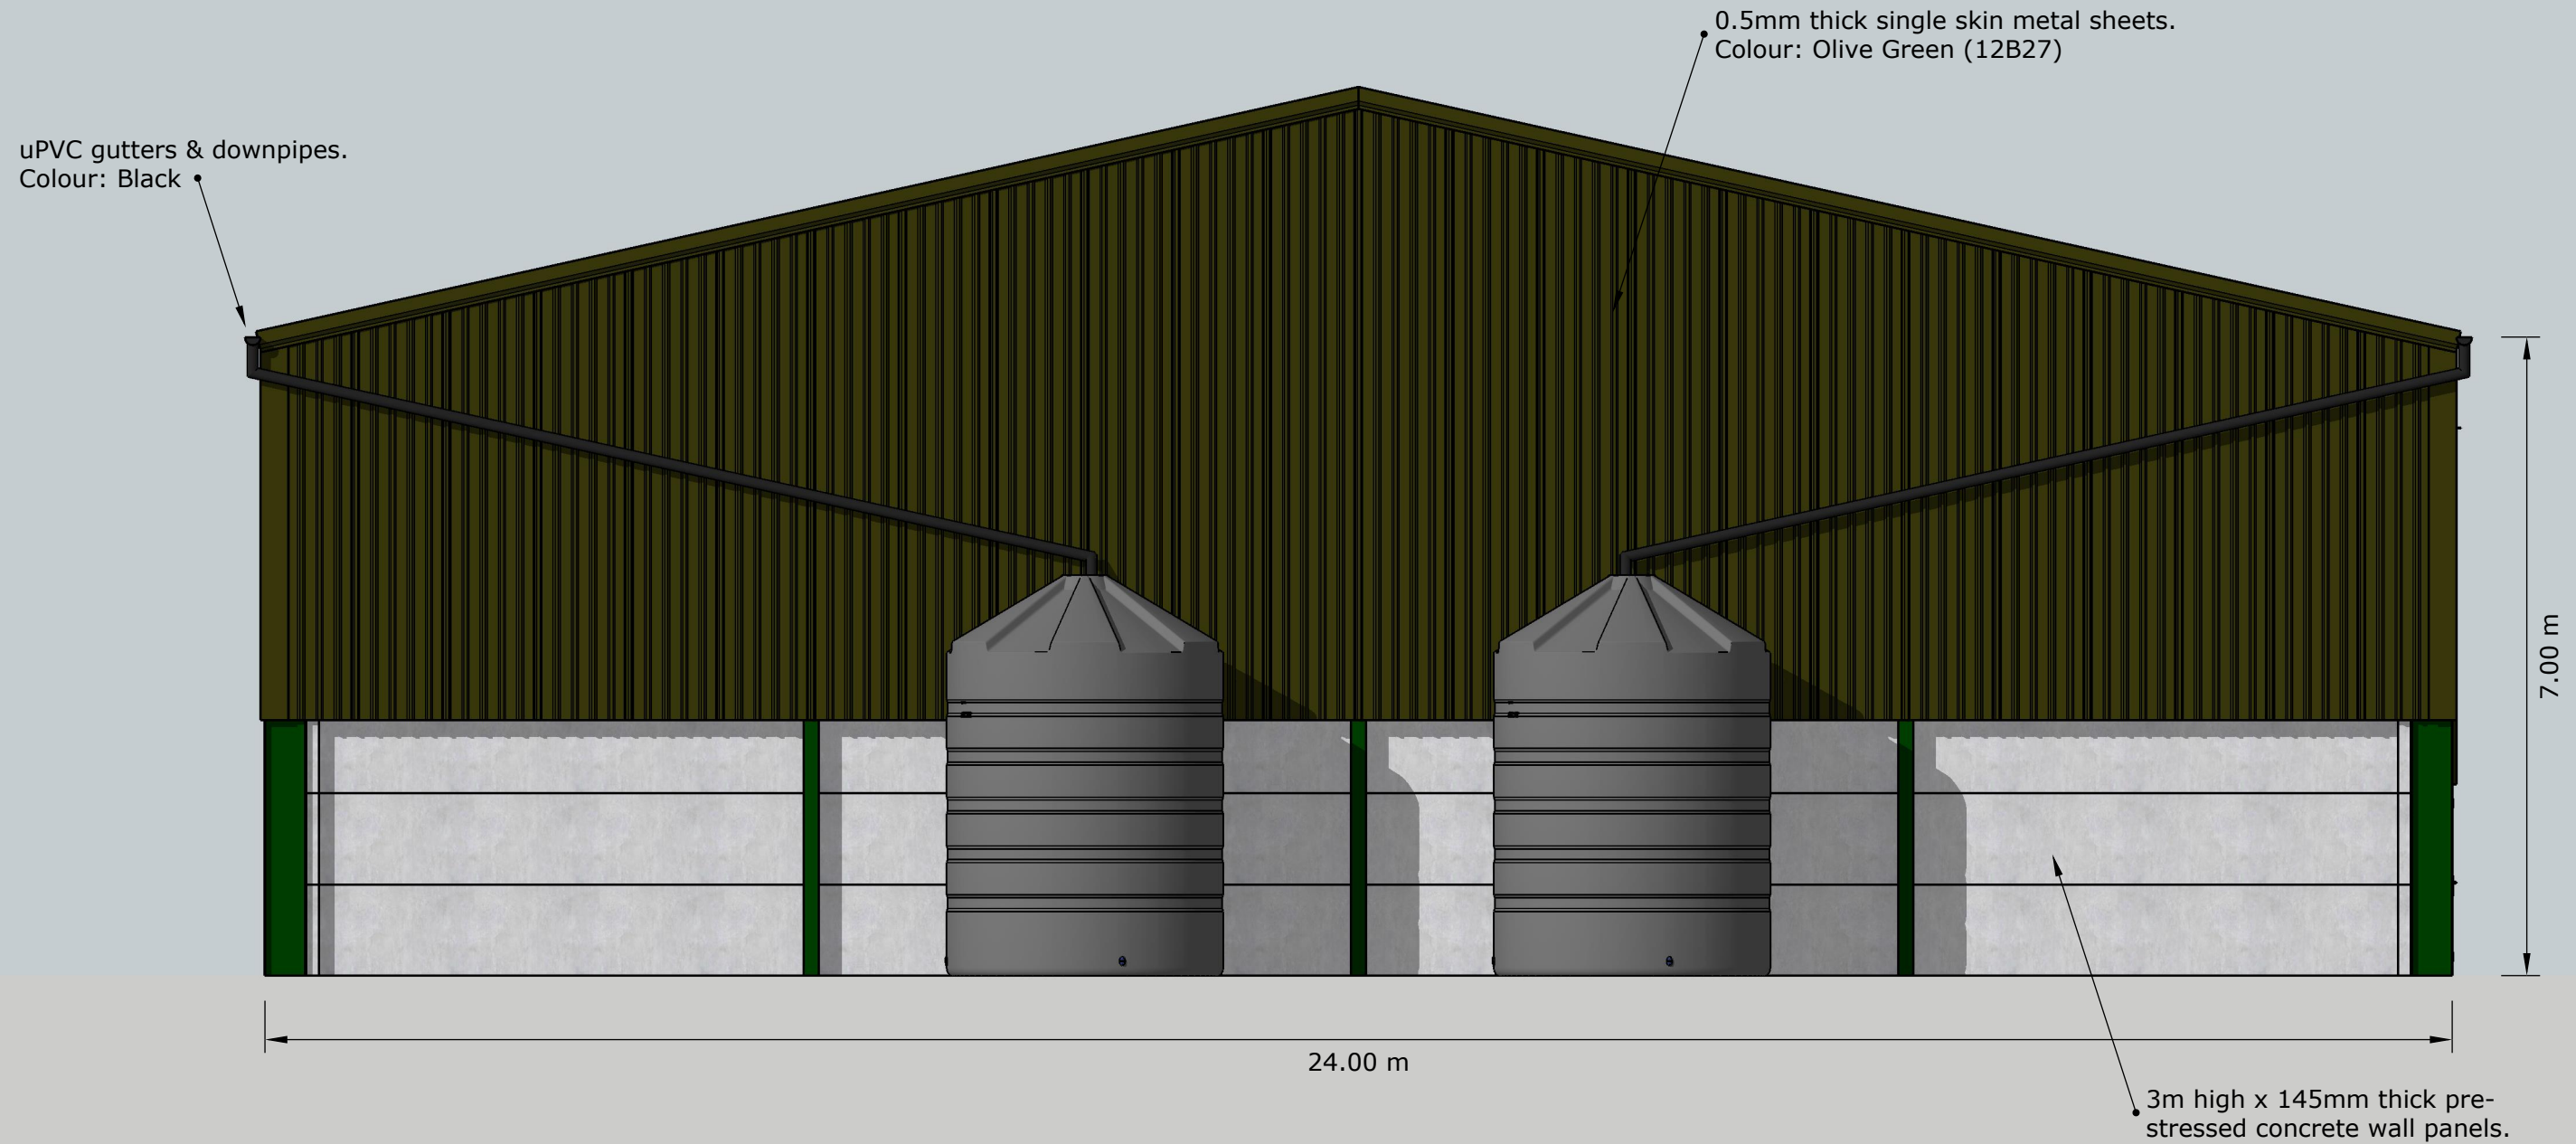 0.5mm thick single skin metal sheets.
Colour: Olive Green (12B27)
uPVC gutters & downpipes.
Colour: Black
7.00 m
24.00 m
3m high x 145mm thick pre-
stressed concrete wall panels.